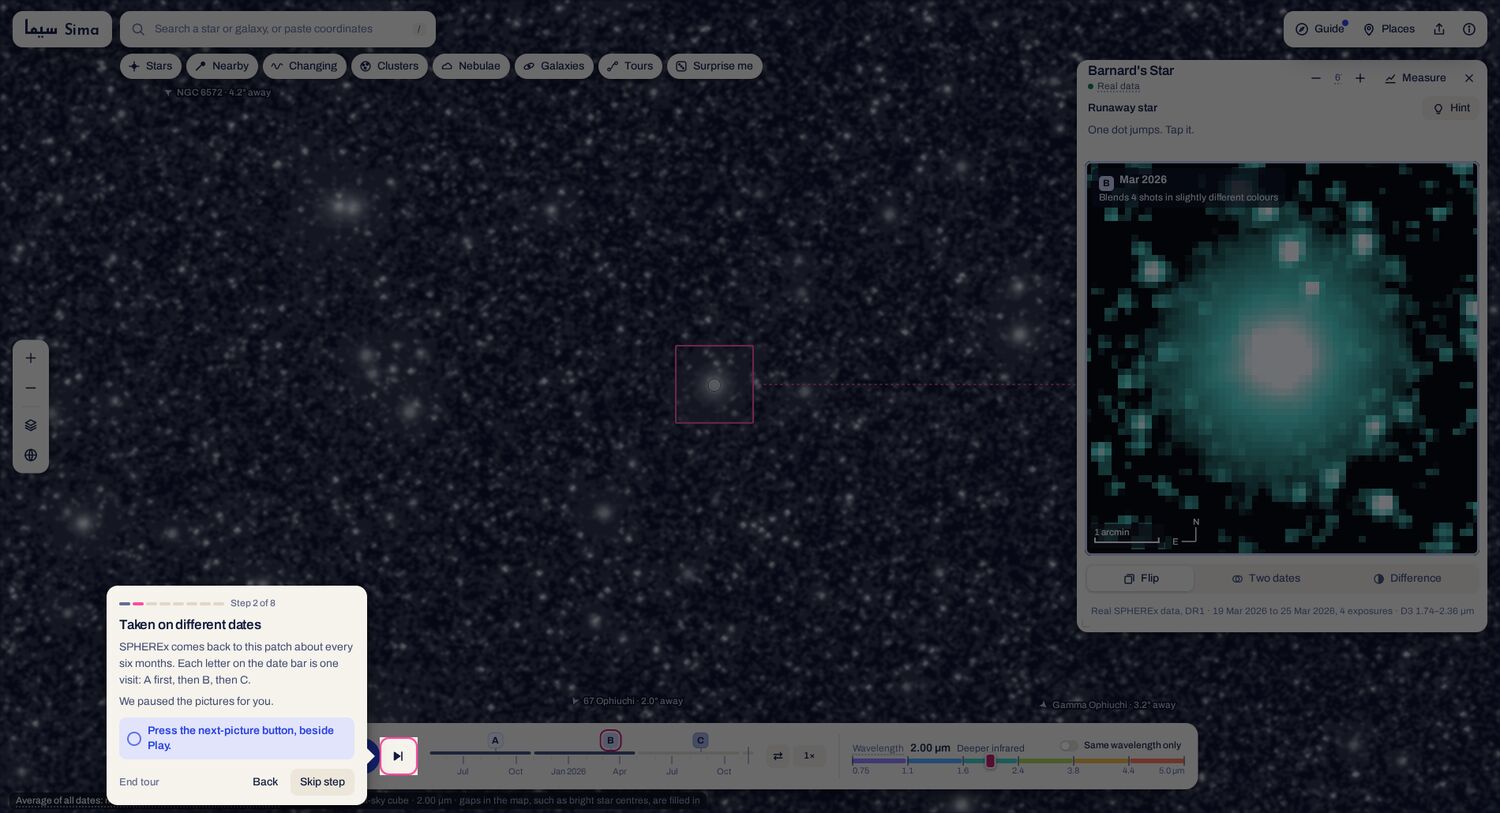 سيما Sima
Search a star or galaxy, or paste coordinates /
Guide Places
Stars Nearby Changing Clusters Nebulae Galaxies Tours Surprise me
NGC 6572 · 4.2° away
Barnard's Star
Real data
6'
Measure
Runaway star
Hint
One dot jumps. Tap it.
B Mar 2026
Blends 4 shots in slightly different colours
1 arcmin
N
E
Flip Two dates Difference
Real SPHEREx data, DR1 · 19 Mar 2026 to 25 Mar 2026, 4 exposures · D3 1.74–2.36 µm
Step 2 of 8
Taken on different dates
SPHEREx comes back to this patch about every
six months. Each letter on the date bar is one
visit: A first, then B, then C.
We paused the pictures for you.
Press the next-picture button, beside
Play.
End tour Back Skip step
67 Ophiuchi · 2.0° away
Gamma Ophiuchi · 3.2° away
A B C
Jul Oct Jan 2026 Apr Jul Oct
1×
Wavelength 2.00 µm Deeper infrared Same wavelength only
0.75 1.1 1.6 2.4 3.8 4.4 5.0 µm
Average of all dates: -sky cube · 2.00 µm · gaps in the map, such as bright star centres, are filled in